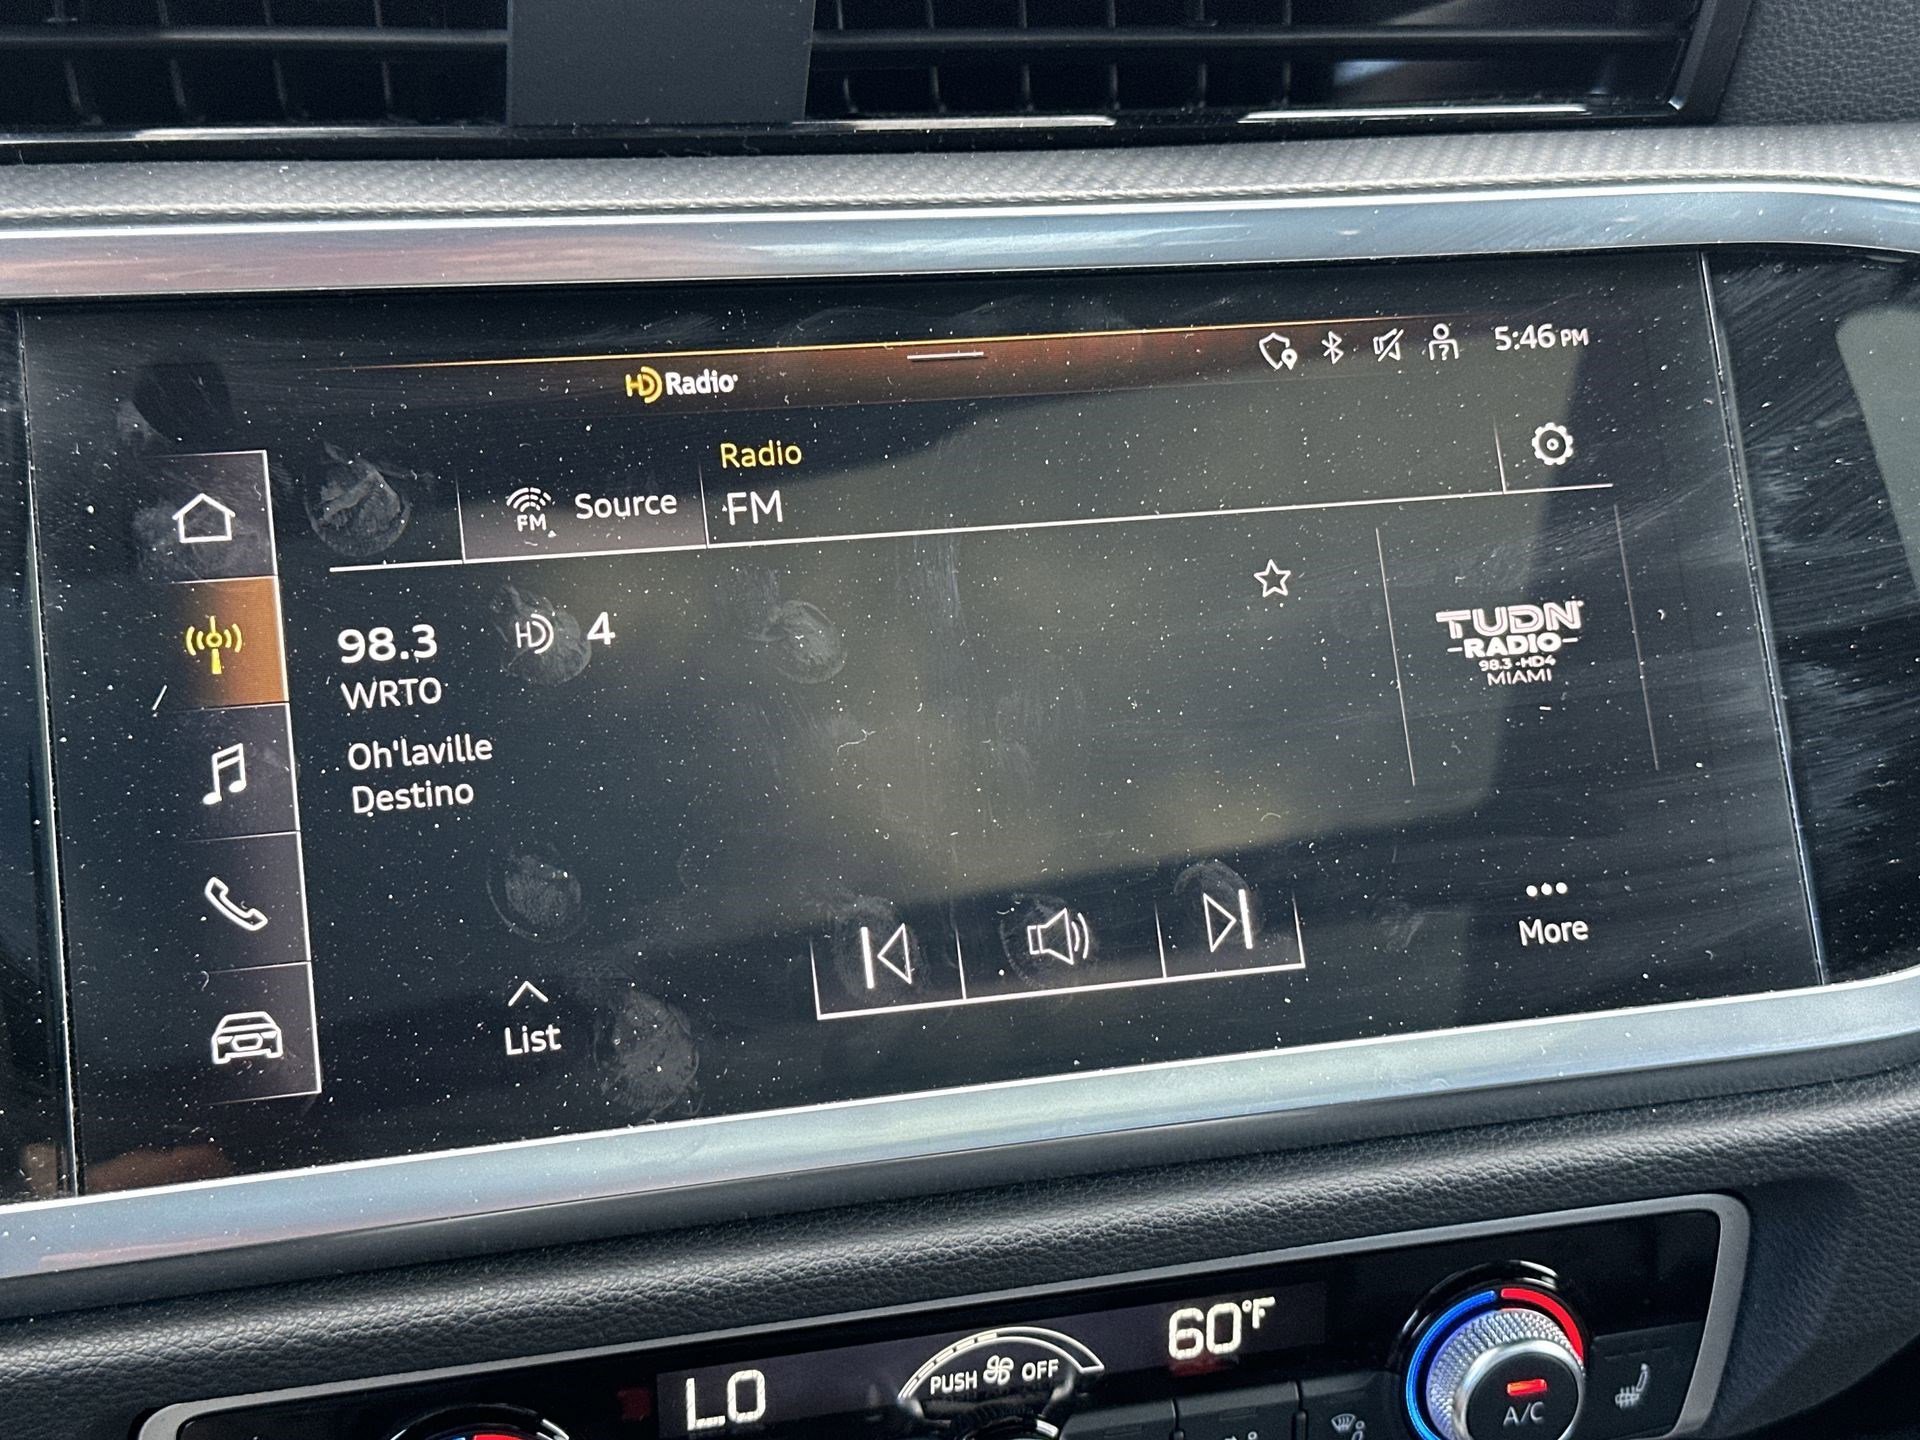 HD Radio
5:46 PM
Radio
FM Source
FM
98.3 HD 4
WRTO
Oh'laville
Destino
TUDN
RADIO
98.3 - HD4
MIAMI
List
More
LO
PUSH OFF
60°F
A/C